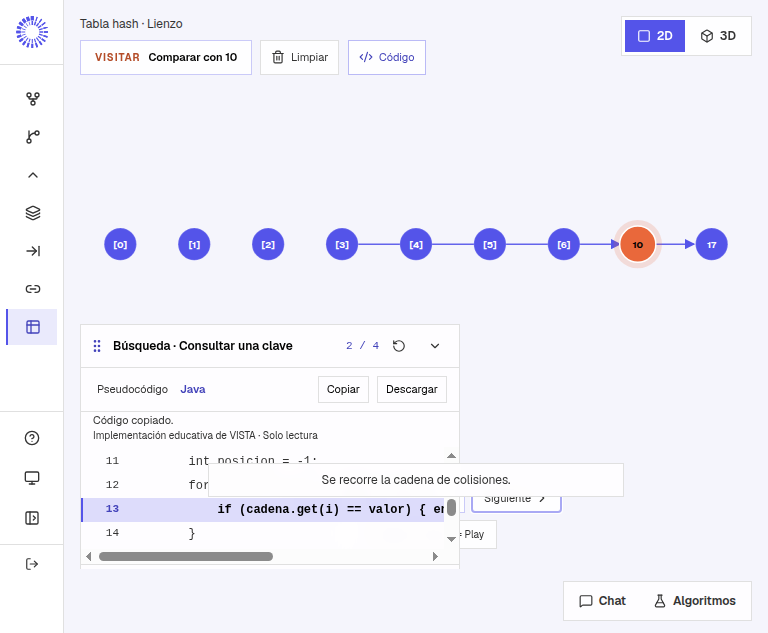 Tabla hash · Lienzo
VISITAR Comparar con 10
Limpiar
Código
2D
3D
[0] [1] [2] [3] [4] [5] [6] 10 17
Búsqueda · Consultar una clave 2 / 4
Pseudocódigo Java Copiar Descargar
Código copiado.
Implementación educativa de VISTA · Solo lectura
11 int posicion = -1;
12 for
Se recorre la cadena de colisiones.
Siguiente
13 if (cadena.get(i) == valor) {
14 }
Play
Chat
Algoritmos